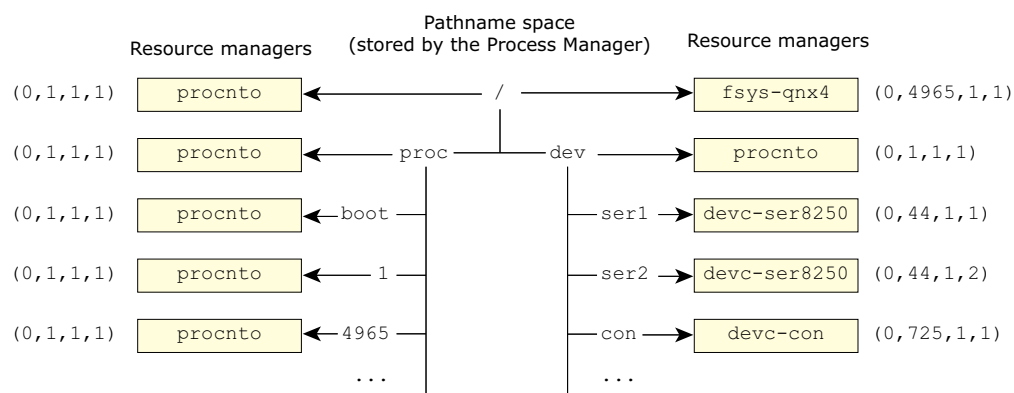 Pathname space
(stored by the Process Manager)
Resource managers
Resource managers
(0,1,1,1) procnto / fsys-qnx4 (0,4965,1,1)
(0,1,1,1) procnto proc dev procnto (0,1,1,1)
(0,1,1,1) procnto boot ser1 devc-ser8250 (0,44,1,1)
(0,1,1,1) procnto 1 ser2 devc-ser8250 (0,44,1,2)
(0,1,1,1) procnto 4965 con devc-con (0,725,1,1)
... ...